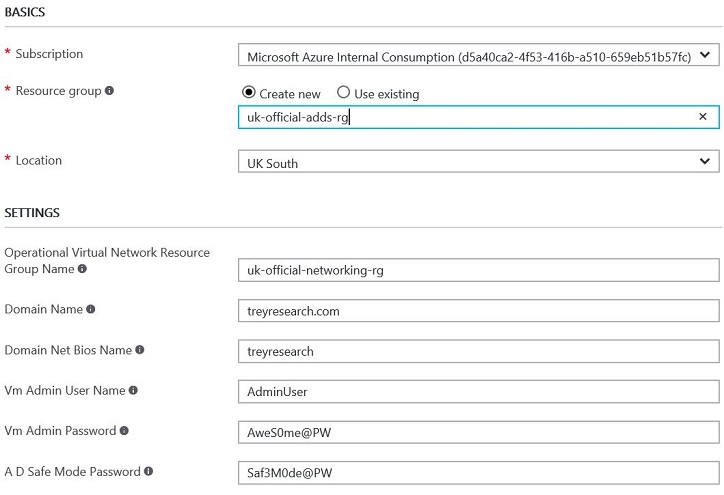 BASICS
* Subscription
Microsoft Azure Internal Consumption (d5a40ca2-4f53-416b-a510-659eb51b57fc)
* Resource group
Create new Use existing
uk-official-adds-rg
* Location
UK South
SETTINGS
Operational Virtual Network Resource
Group Name
uk-official-networking-rg
Domain Name
treyresearch.com
Domain Net Bios Name
treyresearch
Vm Admin User Name
AdminUser
Vm Admin Password
AweS0me@PW
A D Safe Mode Password
Saf3M0de@PW